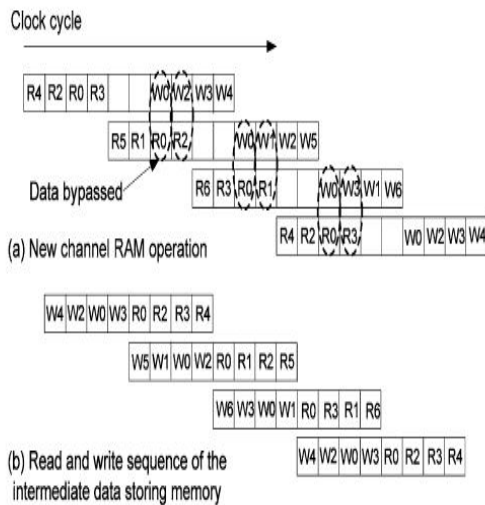 Clock cycle
R4 R2 R0 R3 W0 W2 W3 W4
R5 R1 R0 R2 W0 W1 W2 W5
Data bypassed
R6 R3 R0 R1 W0 W3 W1 W6
R4 R2 R0 R3 W0 W2 W3 W4
(a) New channel RAM operation
W4 W2 W0 W3 R0 R2 R3 R4
W5 W1 W0 W2 R0 R1 R2 R5
W6 W3 W0 W1 R0 R3 R1 R6
W4 W2 W0 W3 R0 R2 R3 R4
(b) Read and write sequence of the
intermediate data storing memory